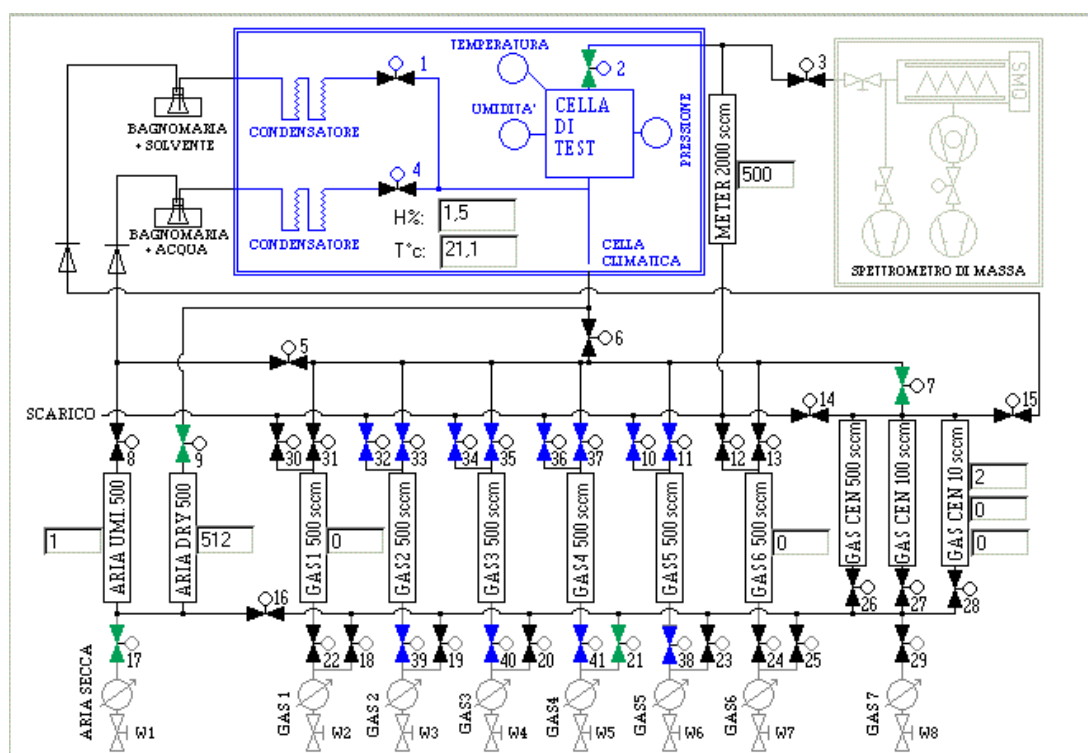 TEMPERATURA
1
2
3
SMQ
UMIDITA'
CELLA
DI
TEST
PRESSIONE
BAGNOMARIA
+ SOLVENTE
CONDENSATORE
METER 2000 sccm
500
4
H%:
1,5
T°c:
21,1
BAGNOMARIA
+ ACQUA
CONDENSATORE
CELLA
CLIMATICA
SPETTROMETRO DI MASSA
5
6
7
SCARICO
14
15
8
9
30
31
32
33
34
35
36
37
10
11
12
13
ARIA UMI. 500
1
ARIA DRY 500
512
GAS1 500 sccm
0
GAS2 500 sccm
GAS3 500 sccm
GAS4 500 sccm
GAS5 500 sccm
GAS6 500 sccm
0
GAS CEN 500 sccm
GAS CEN 100 sccm
GAS CEN 10 sccm
2
0
0
16
26
27
28
17
22
18
39
19
40
20
41
21
38
23
24
25
29
ARIA SECCA
GAS 1
GAS 2
GAS3
GAS4
GAS5
GAS6
GAS 7
W1
W2
W3
W4
W5
W6
W7
W8